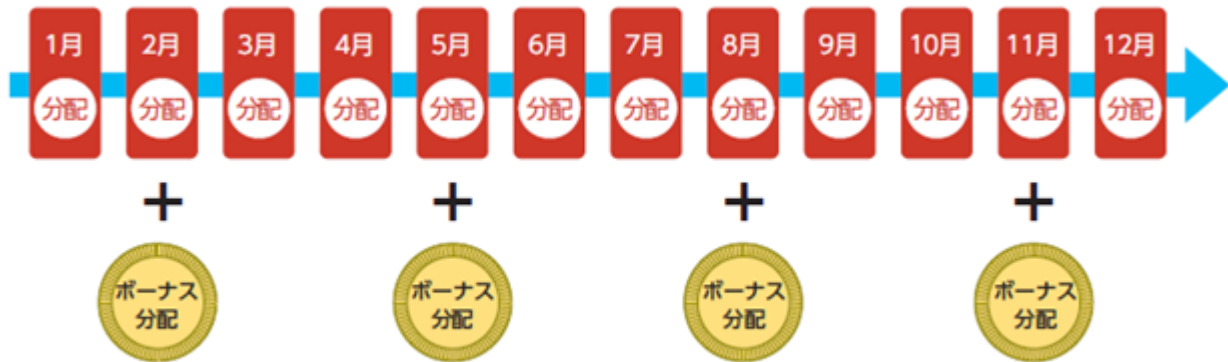 1月 2月 3月 4月 5月 6月 7月 8月 9月 10月 11月 12月
分配 分配 分配 分配 分配 分配 分配 分配 分配 分配 分配 分配
+ + + +
ボーナス ボーナス ボーナス ボーナス
分配 分配 分配 分配